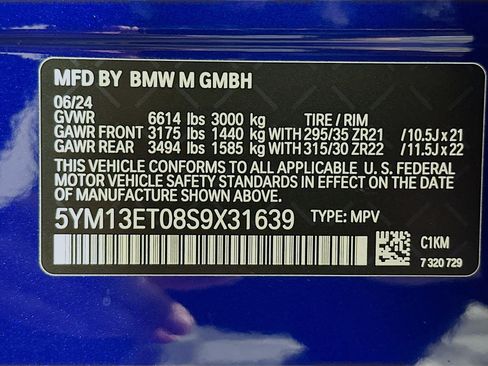 MFD BY BMW M GMBH
06/24
GVWR 6614 lbs 3000 kg TIRE / RIM
GAWR FRONT 3175 lbs 1440 kg WITH 295/35 ZR21 /10.5J x 21
GAWR REAR 3494 lbs 1585 kg WITH 315/30 ZR22 /11.5J x 22
THIS VEHICLE CONFORMS TO ALL APPLICABLE U. S. FEDERAL
MOTOR VEHICLE SAFETY STANDARDS IN EFFECT ON THE
DATE OF MANUFACTURE SHOWN ABOVE.
5YM13ET08S9X31639 TYPE: MPV
C1KM
7 320 729